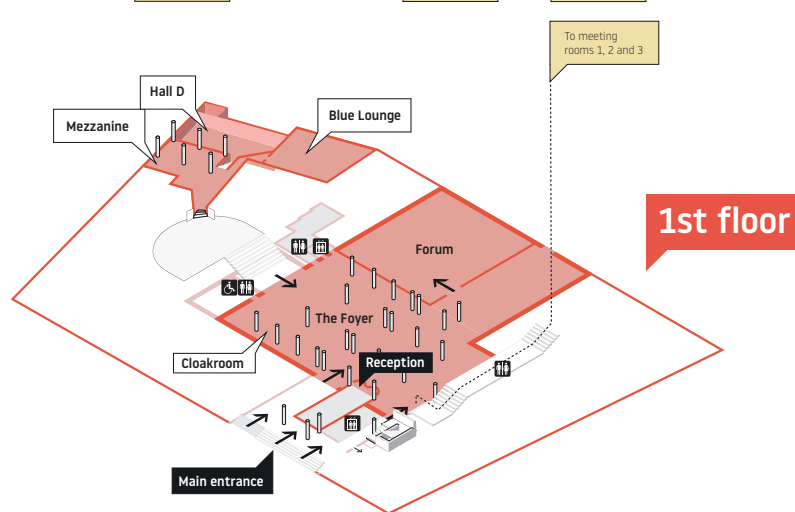 To meeting
rooms 1, 2 and 3
Hall D
Mezzanine
Blue Lounge
1st floor
Forum
The Foyer
Cloakroom
Reception
Main entrance